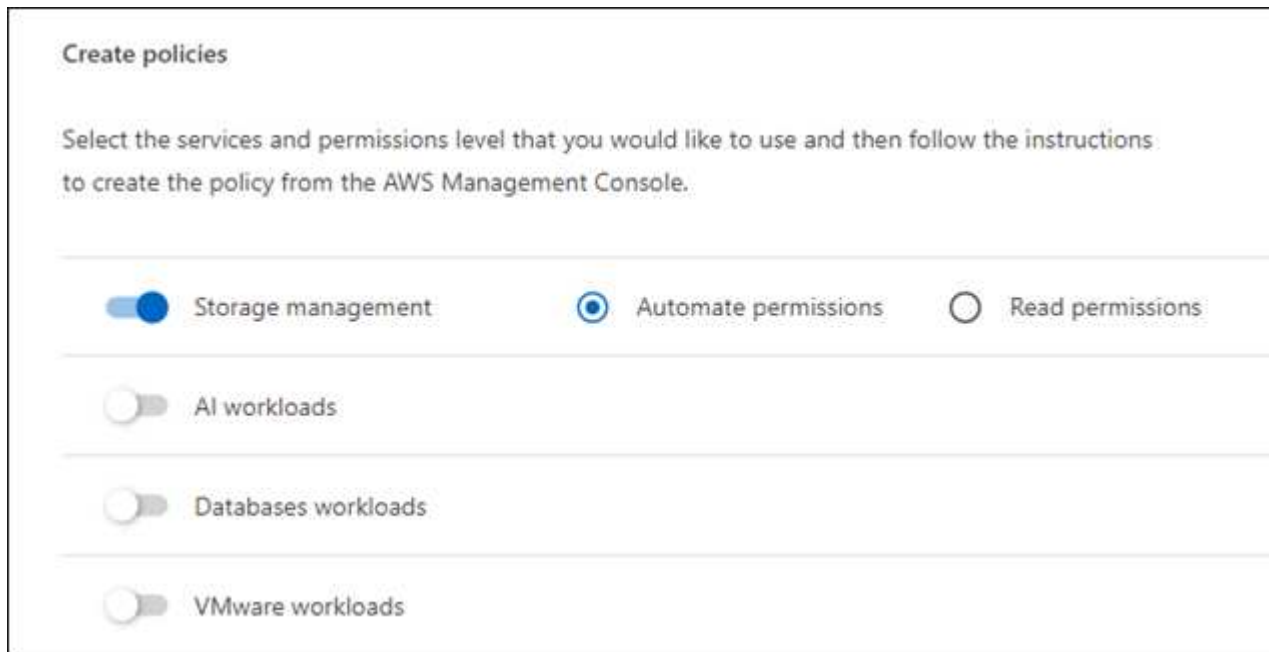 Create policies
Select the services and permissions level that you would like to use and then follow the instructions
to create the policy from the AWS Management Console.
Storage management Automate permissions Read permissions
AI workloads
Databases workloads
VMware workloads